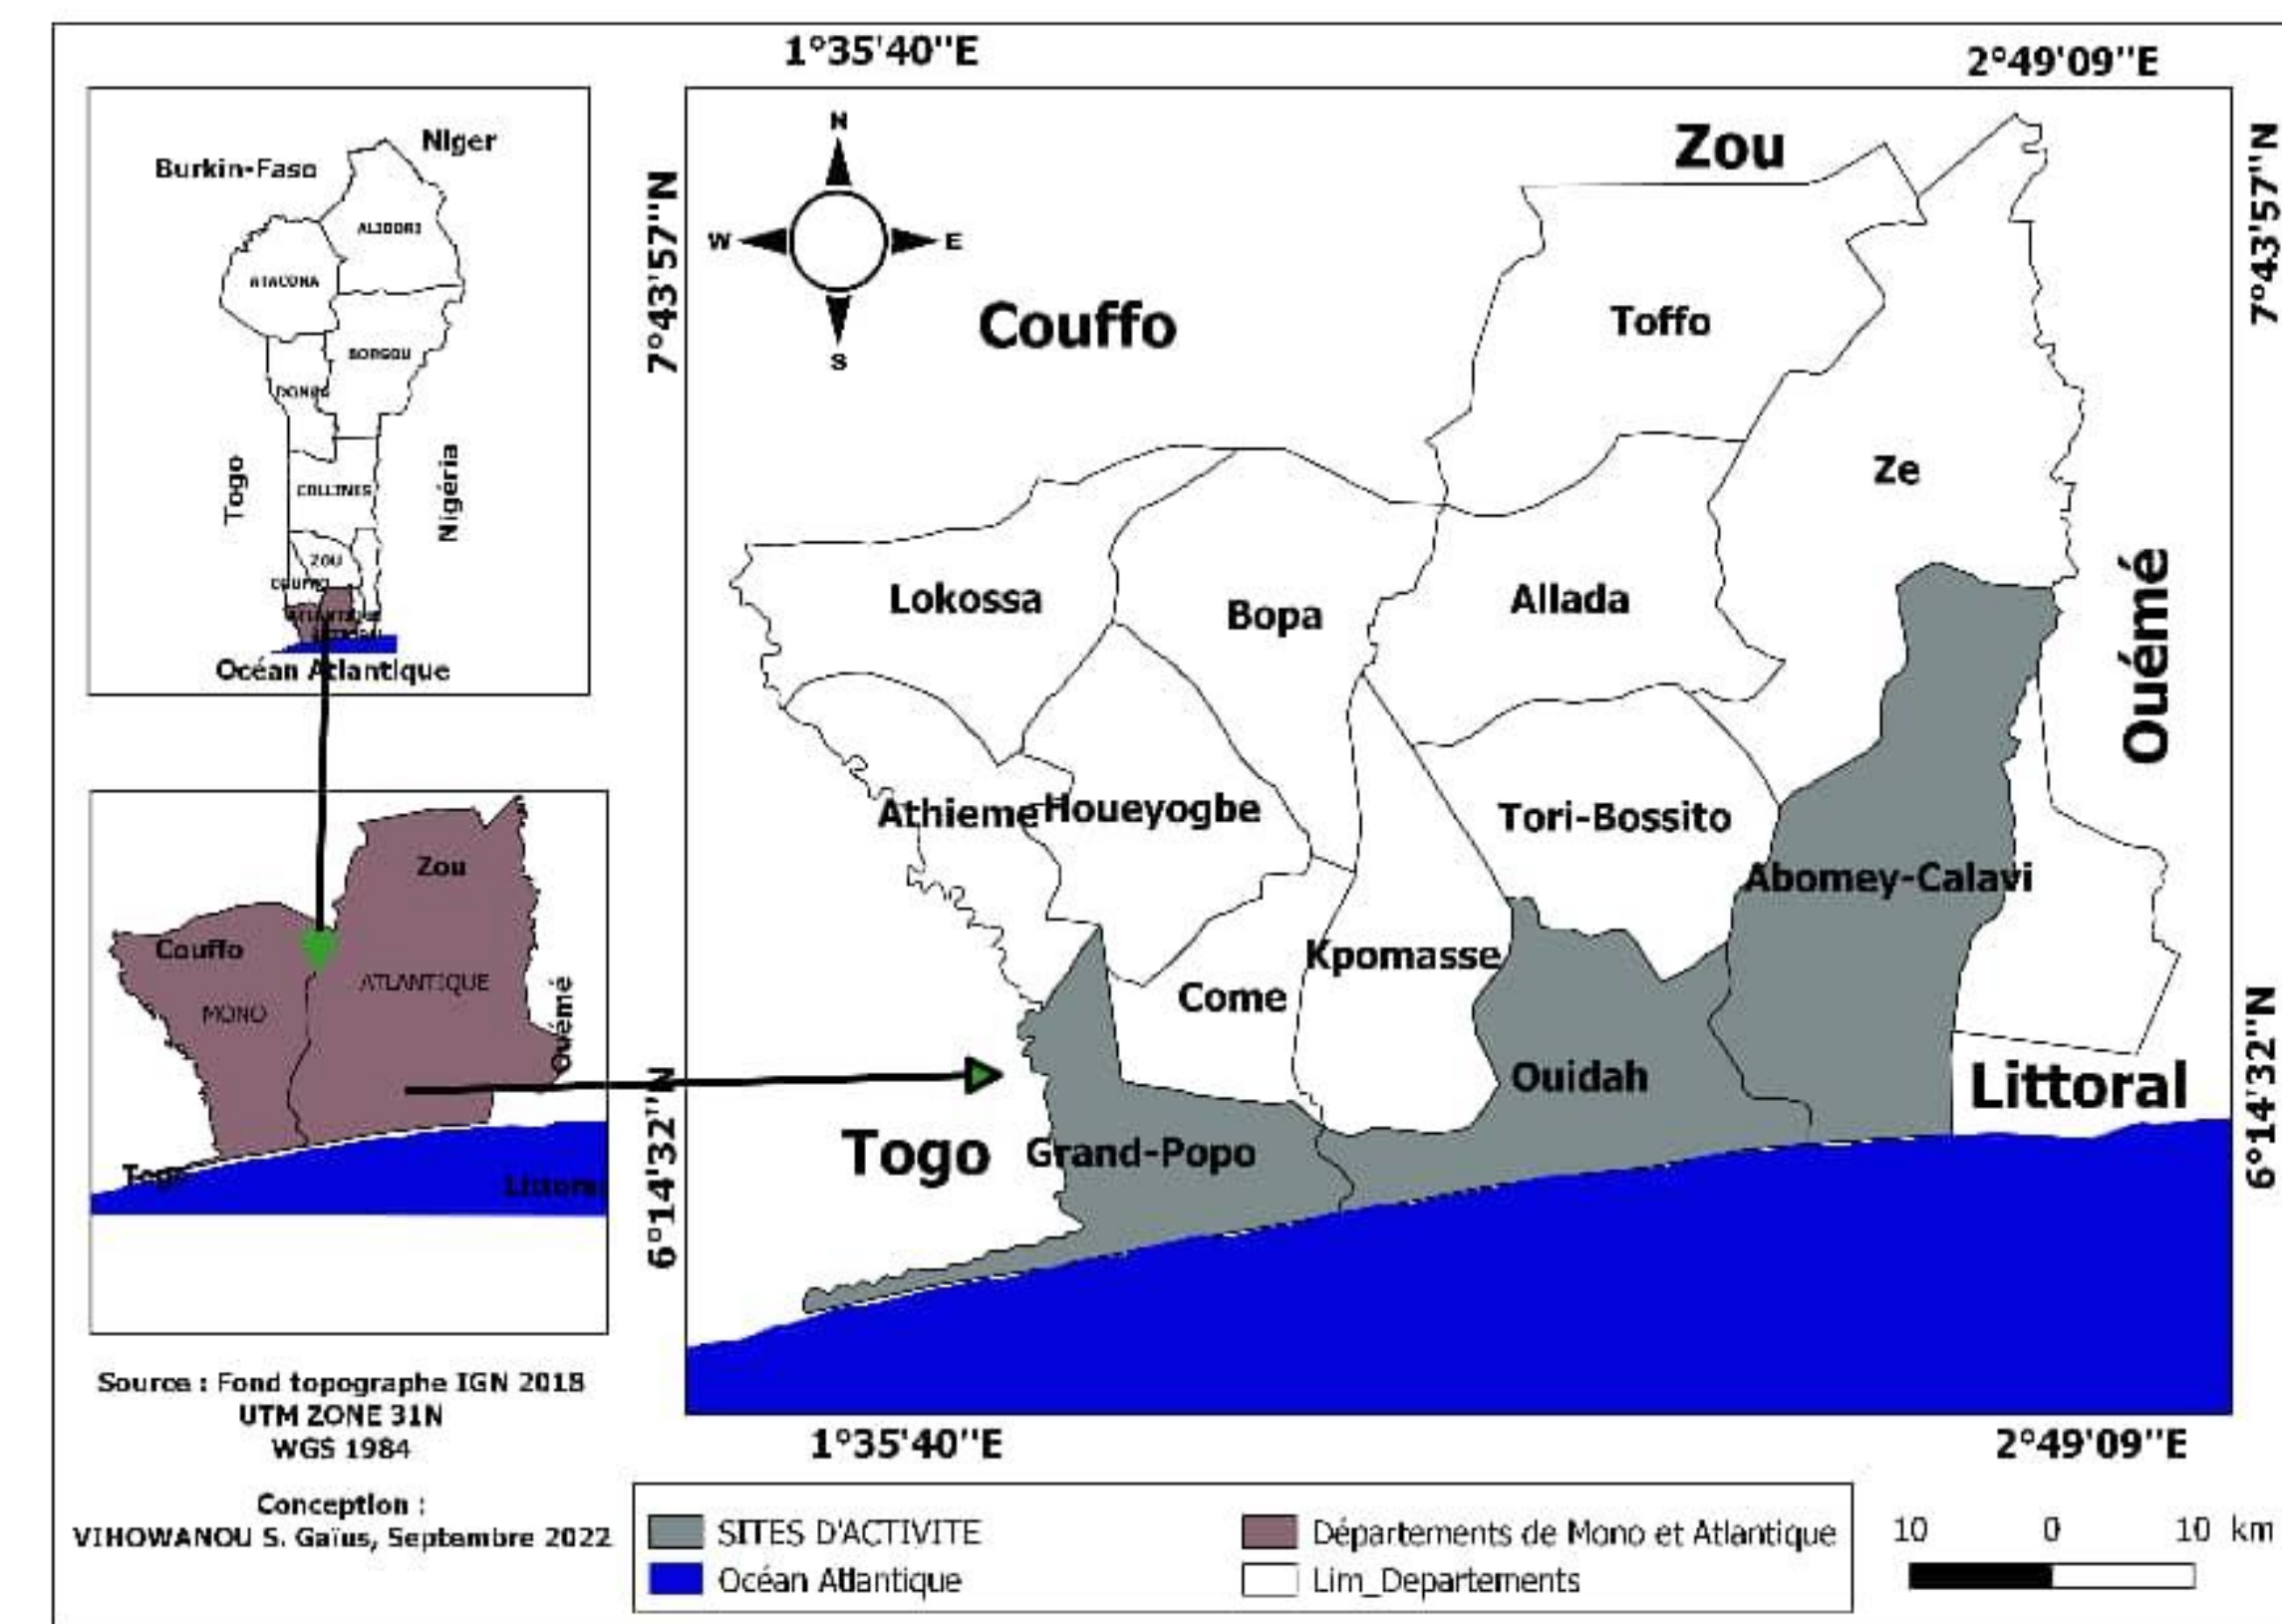 1°35'40"E
2°49'09"E
Niger
Burkin-Faso
ALIBORI
ATACORA
BORGOU
Togo
Nigéria
COLLINES
ZOU
Océan Atlantique
7°43'57"N
7°43'57"N
N
W
E
S
Zou
Couffo
Toffo
Ze
Lokossa
Bopa
Allada
Ouémé
Athieme
Houeyogbe
Tori-Bossito
Abomey-Calavi
Kpomasse
Come
Ouidah
Littoral
Togo
Grand-Popo
6°14'32"N
6°14'32"N
Zou
Couffo
ATLANTIQUE
MONO
Ouémé
1°35'40"E
2°49'09"E
Source : Fond topographe IGN 2018
UTM ZONE 31N
WGS 1984
Conception :
VIHOWANOU S. Gaïus, Septembre 2022
SITES D'ACTIVITE
Départements de Mono et Atlantique
Océan Atlantique
Lim_Departements
10 0 10 km